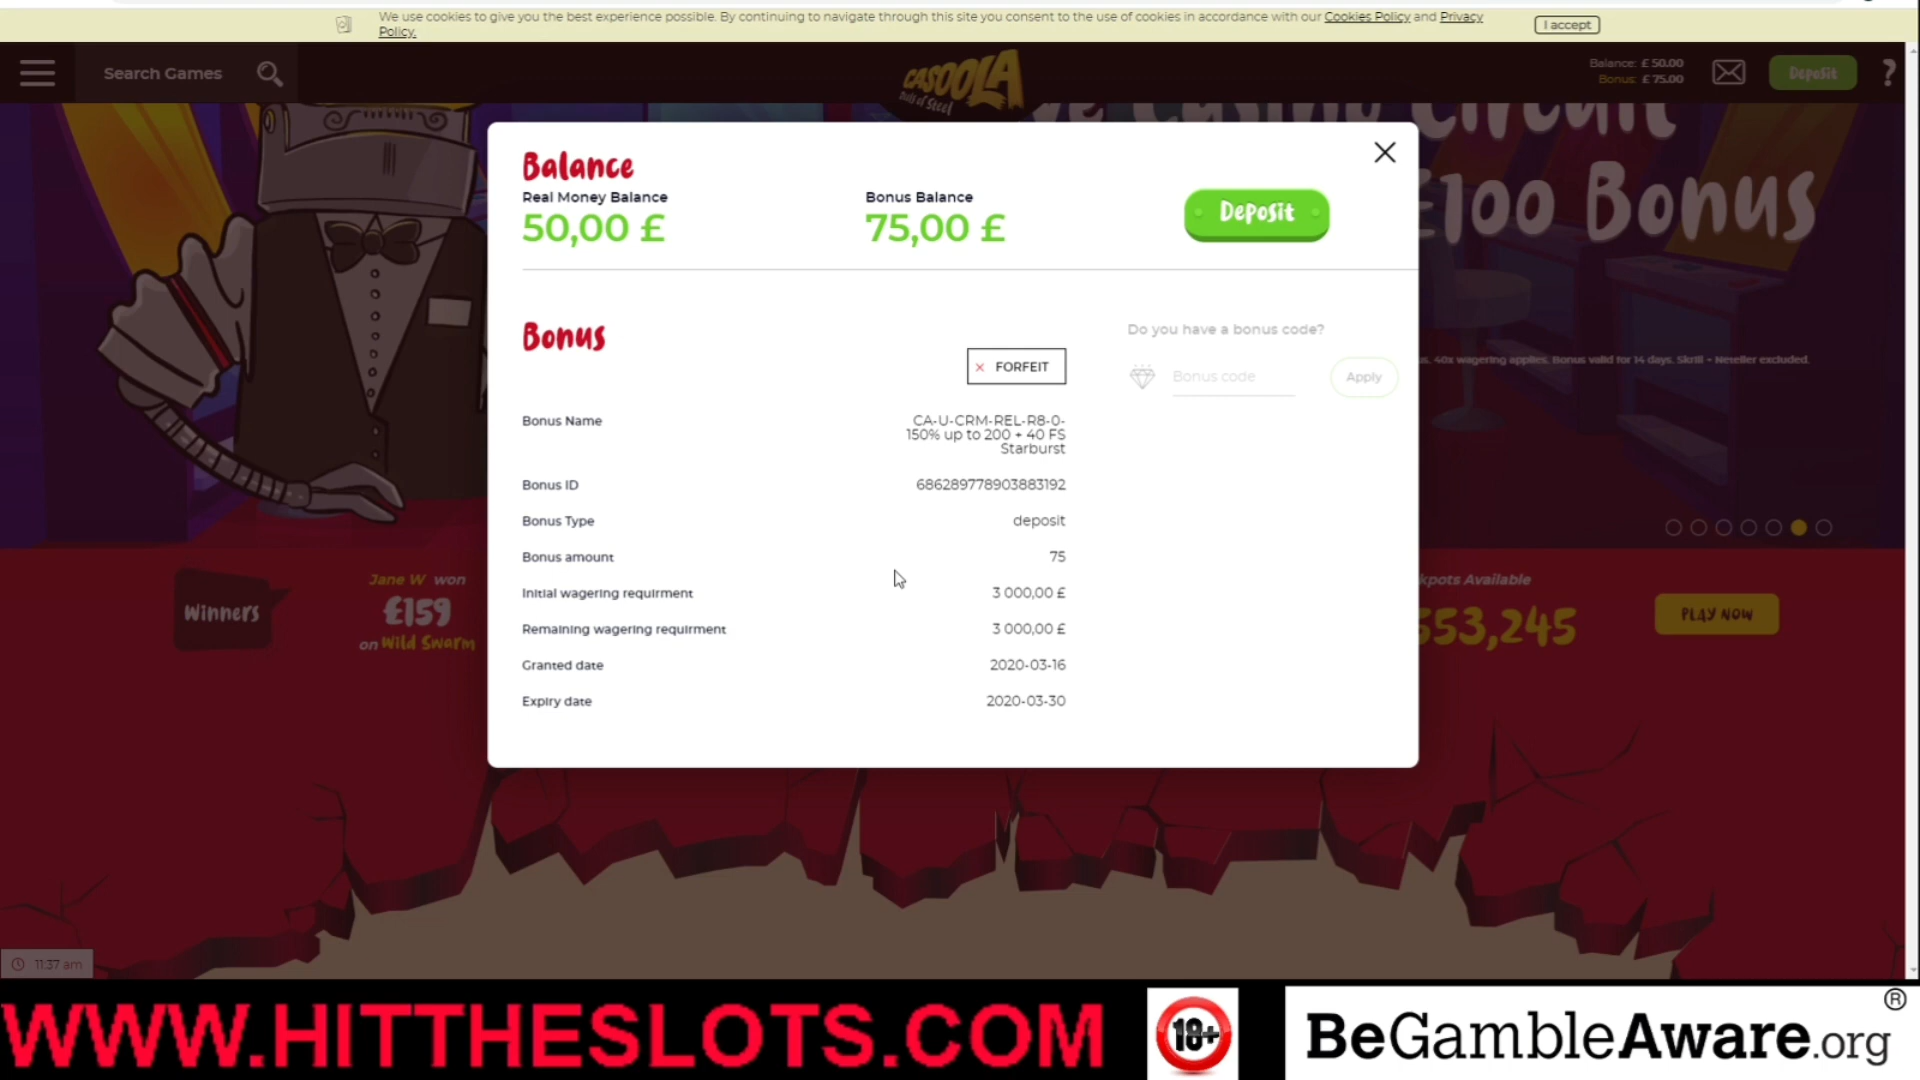 We use cookies to give you the best experience possible. By continuing to navigate through this site you consent to the use of cookies in accordance with our Cookies Policy and Privacy
Policy.
I accept
Search Games
CASOOLA
Balance: £ 50.00
Bonus: £ 75.00
Deposit
?
Casino Circuit
£100 Bonus
40x wagering applies. Bonus valid for 14 days. Skrill - Neteller excluded.
Balance
Real Money Balance
50,00 £
Bonus Balance
75,00 £
Deposit
Bonus
FORFEIT
Do you have a bonus code?
Bonus code
Apply
Bonus Name
CA-U-CRM-REL-R8-0-
150% up to 200 + 40 FS
Starburst
Bonus ID
686289778903883192
Bonus Type
deposit
Bonus amount
75
Initial wagering requirment
3 000,00 £
Remaining wagering requirment
3 000,00 £
Granted date
2020-03-16
Expiry date
2020-03-30
Winners
Jane W won
£159
on Wild Swarm
kpots Available
553,245
PLAY NOW
11:37 am
WWW.HITTHESLOTS.COM
18+
BeGambleAware.org
®